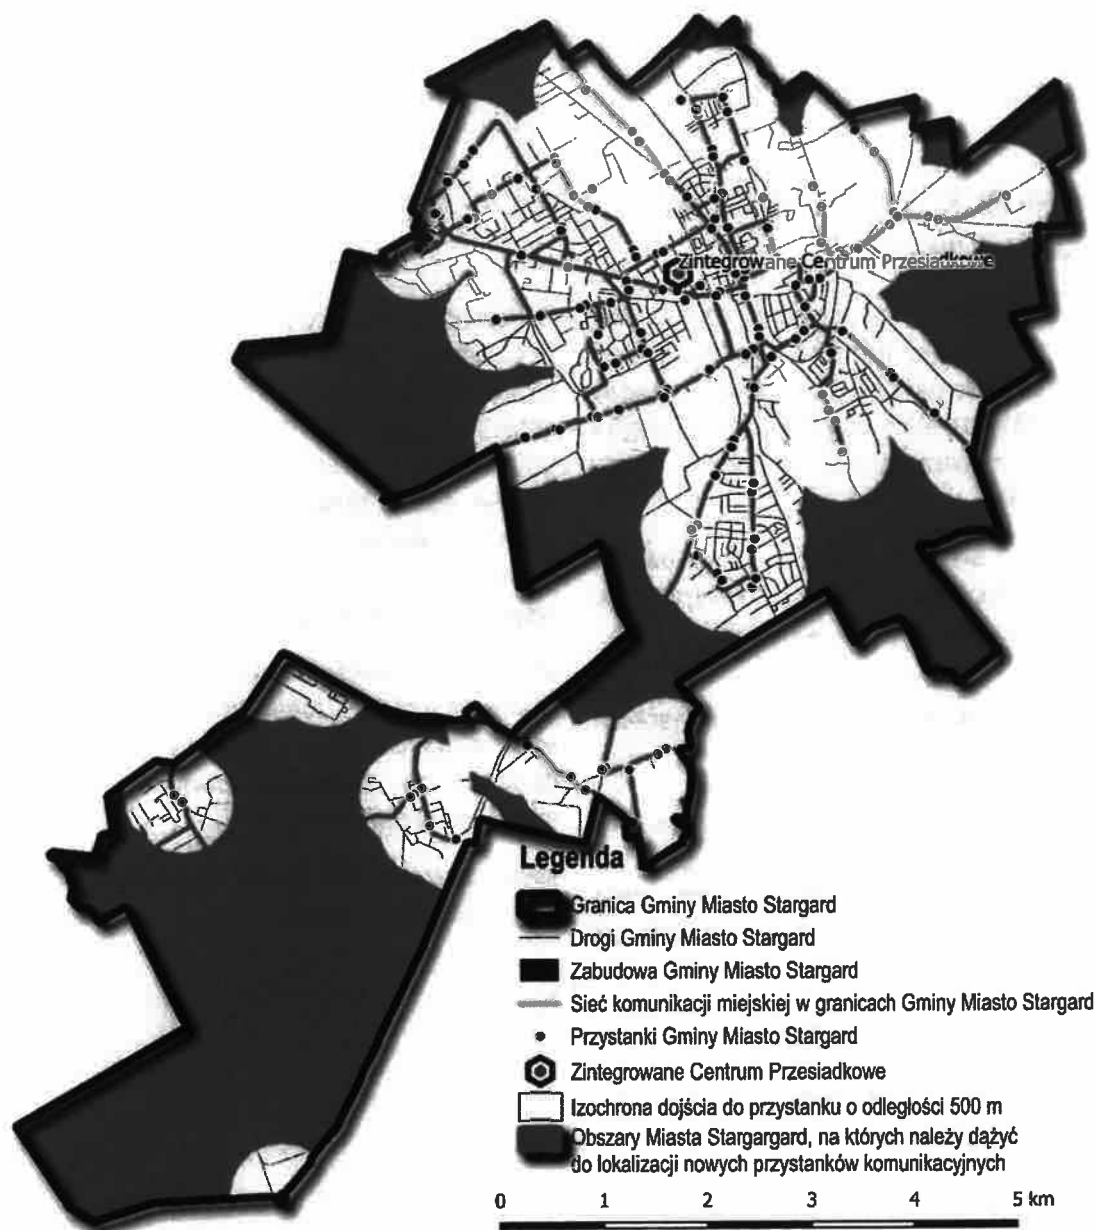 Zintegrowane Centrum Przesiadkowe
Legenda
Granica Gminy Miasto Stargard
Drogi Gminy Miasto Stargard
Zabudowa Gminy Miasto Stargard
Sieć komunikacji miejskiej w granicach Gminy Miasto Stargard
Przystanki Gminy Miasto Stargard
Zintegrowane Centrum Przesiadkowe
Izochrona dojścia do przystanku o odległości 500 m
Obszary Miasta Stargargard, na których należy dążyć
do lokalizacji nowych przystanków komunikacyjnych
0 1 2 3 4 5 km